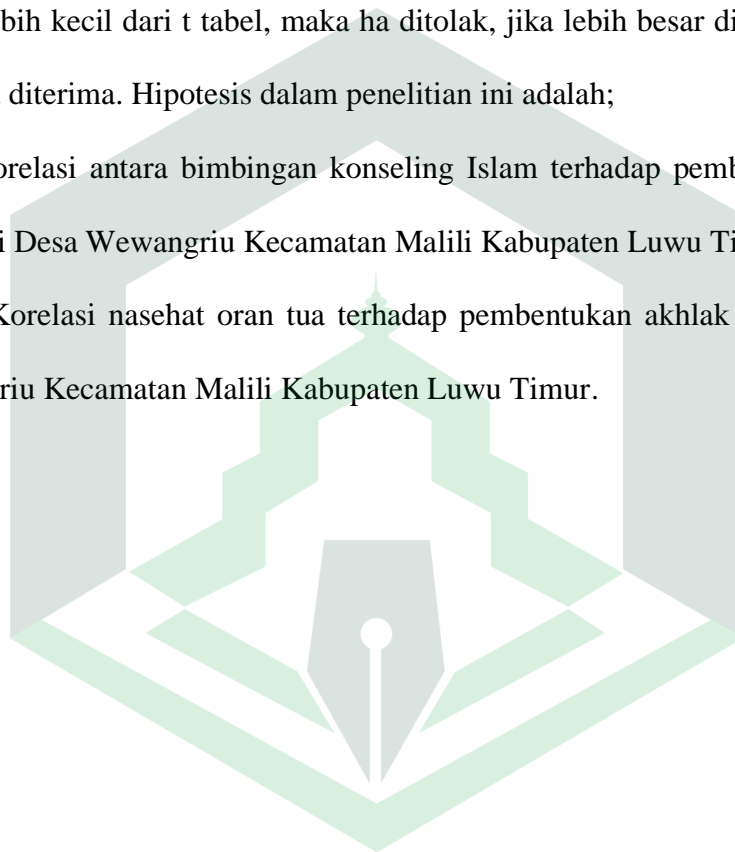 bih kecil dari t tabel, maka ha ditolak, jika lebih besar di
diterima. Hipotesis dalam penelitian ini adalah;
orelasi antara bimbingan konseling Islam terhadap pemb
i Desa Wewangriu Kecamatan Malili Kabupaten Luwu Ti
Korelasi nasehat oran tua terhadap pembentukan akhlak
riu Kecamatan Malili Kabupaten Luwu Timur.